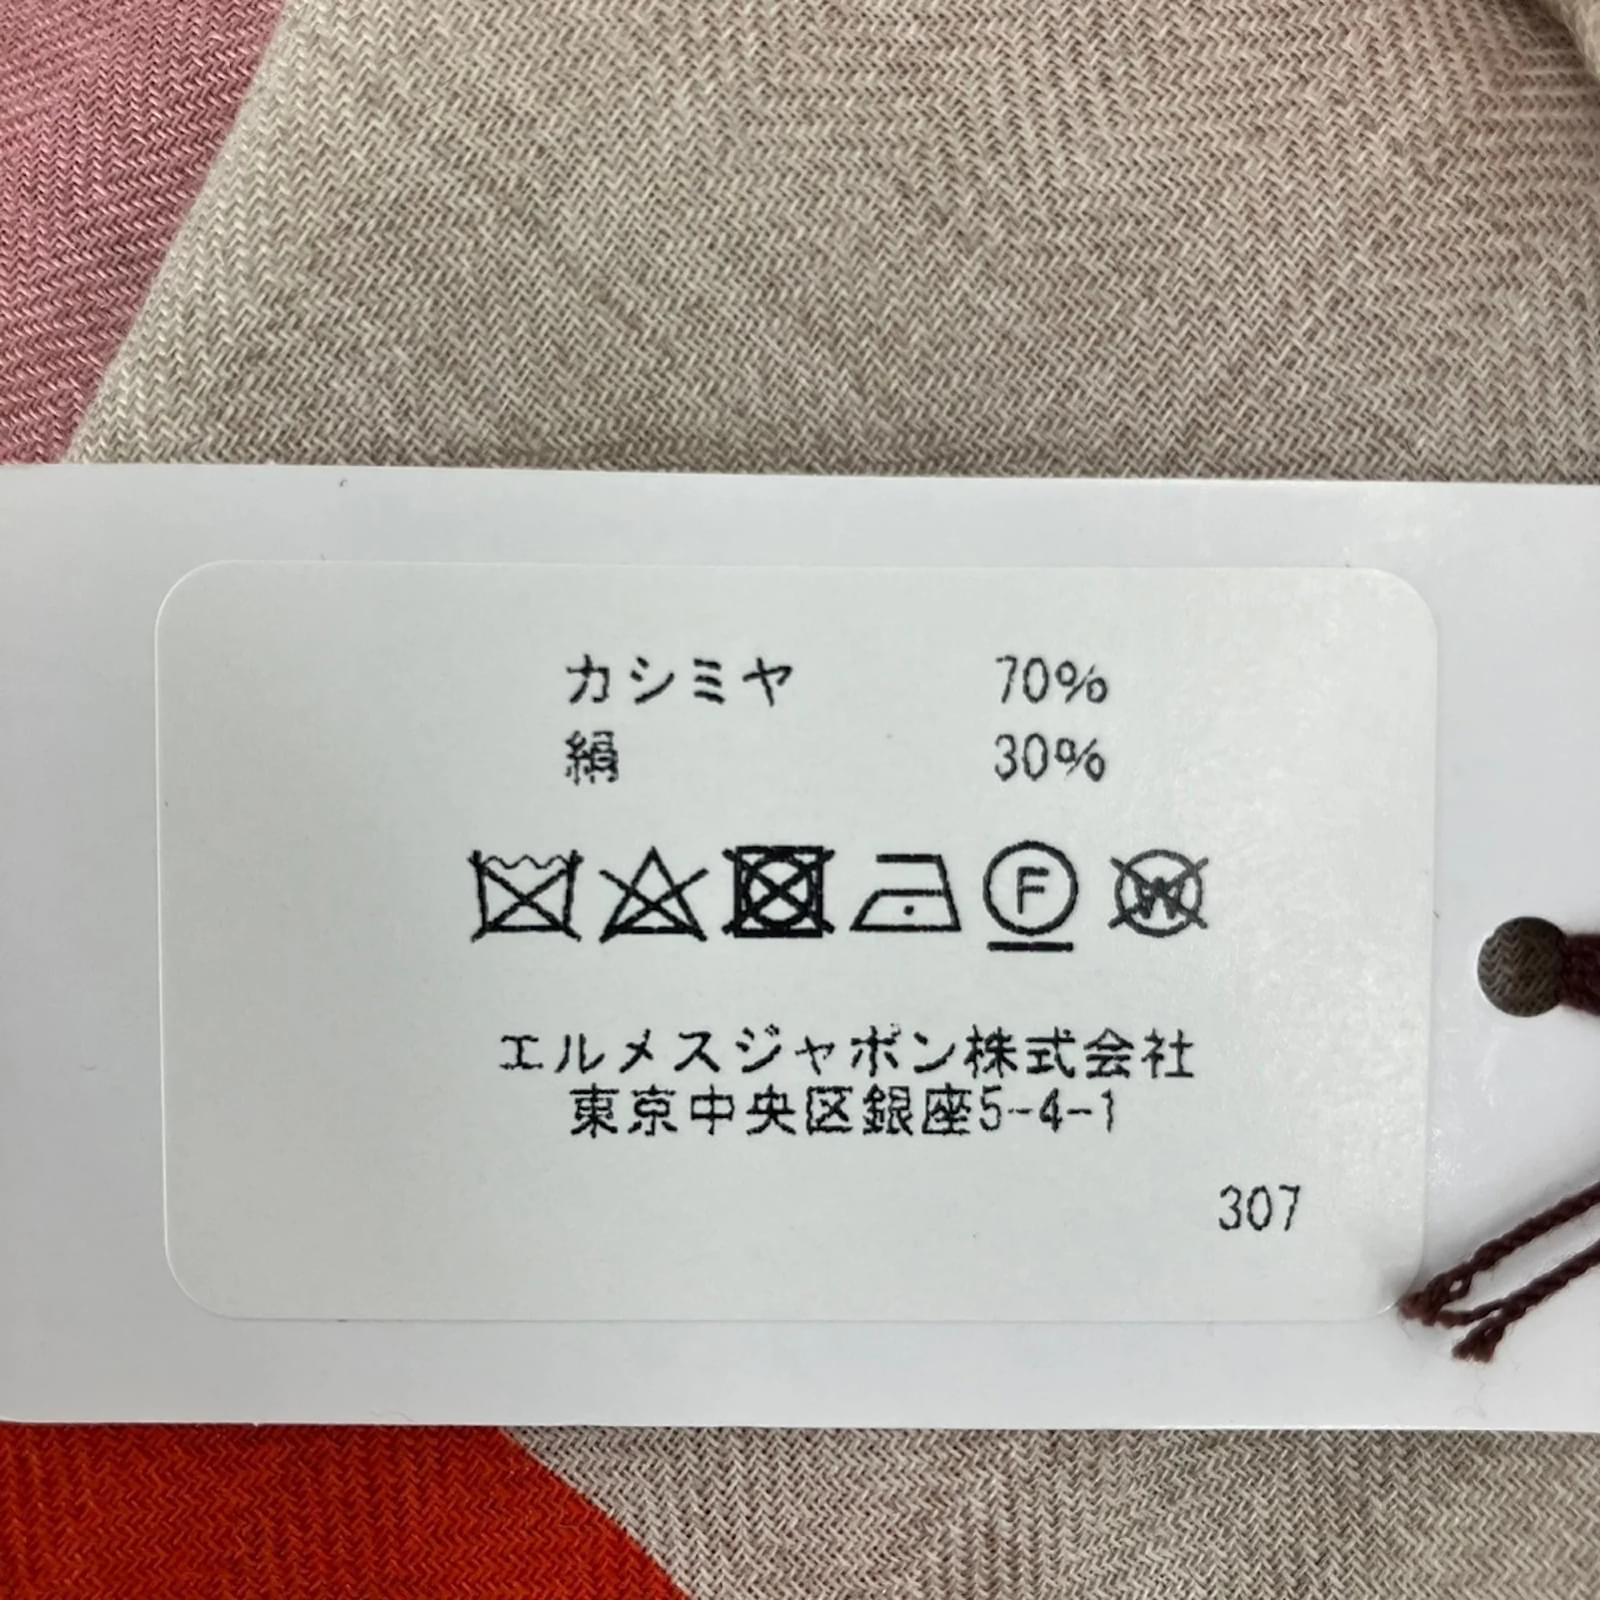 カシミヤ 70%
絹 30%
F W
エルメスジャポン株式会社
東京中央区銀座5-4-1
307